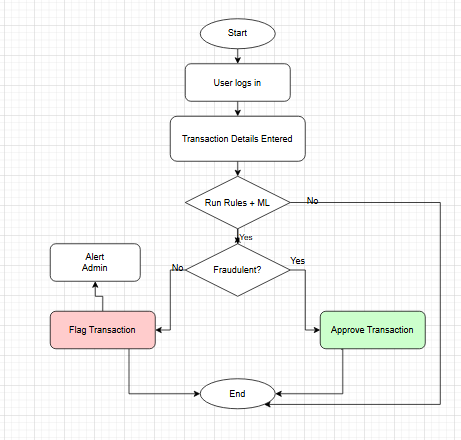 Start
User logs in
Transaction Details Entered
Run Rules + ML
No
Yes
Fraudulent?
No
Yes
Alert
Admin
Flag Transaction
Approve Transaction
End